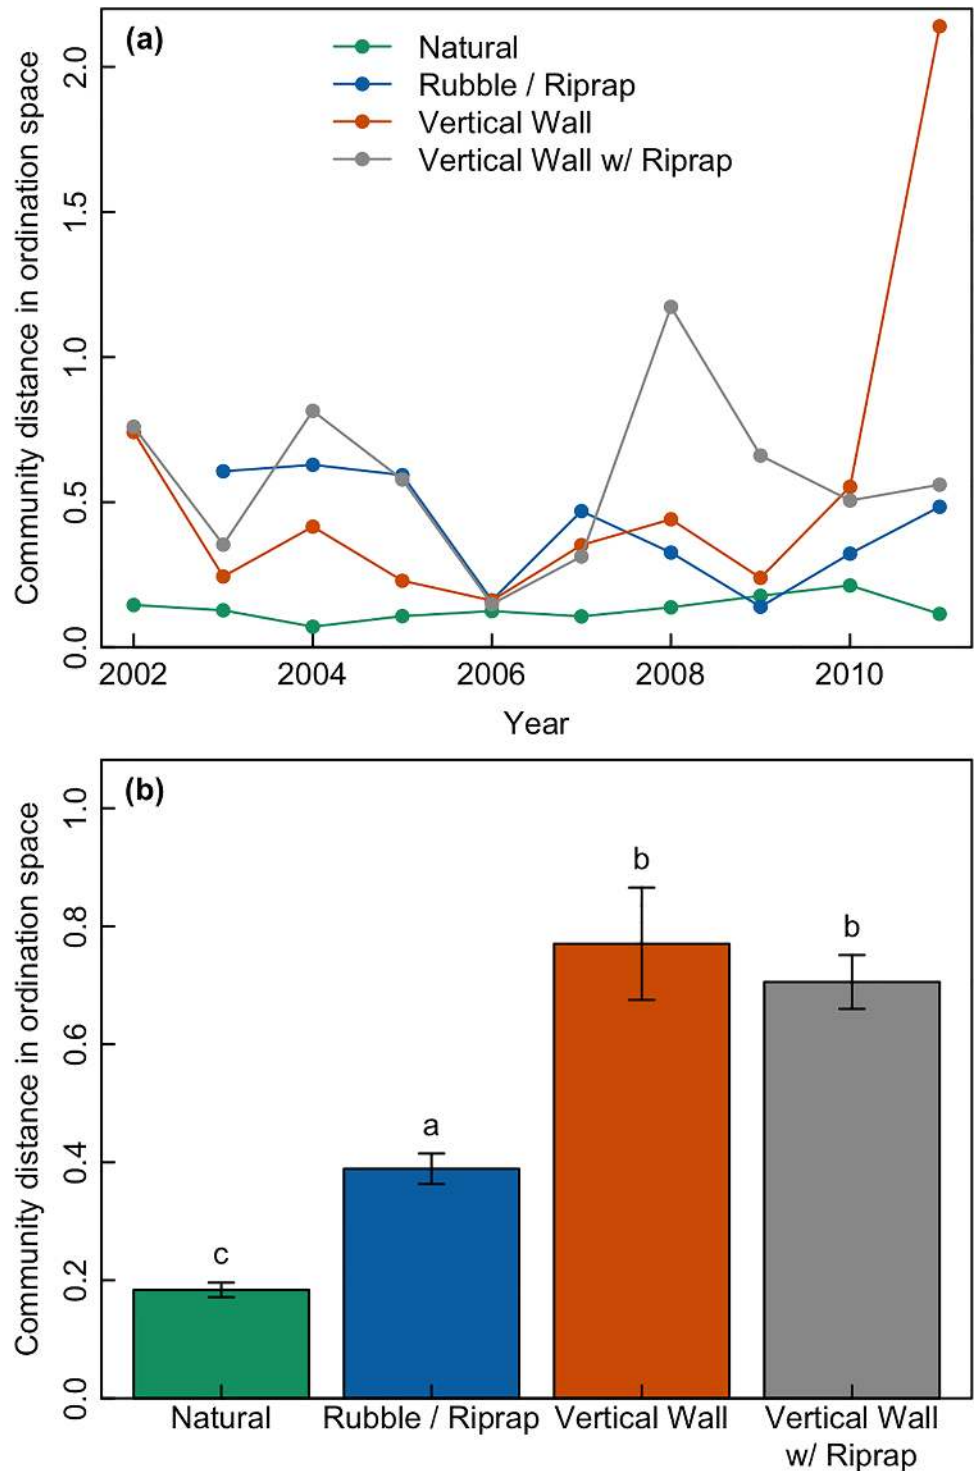 (a)
Natural
Rubble / Riprap
Vertical Wall
Vertical Wall w/ Riprap
Community distance in ordination space
2.0
1.5
1.0
0.5
0.0
2002 2004 2006 2008 2010
Year
(b)
Community distance in ordination space
1.0
0.8
0.6
0.4
0.2
0.0
c
a
b
b
Natural Rubble / Riprap Vertical Wall Vertical Wall
w/ Riprap